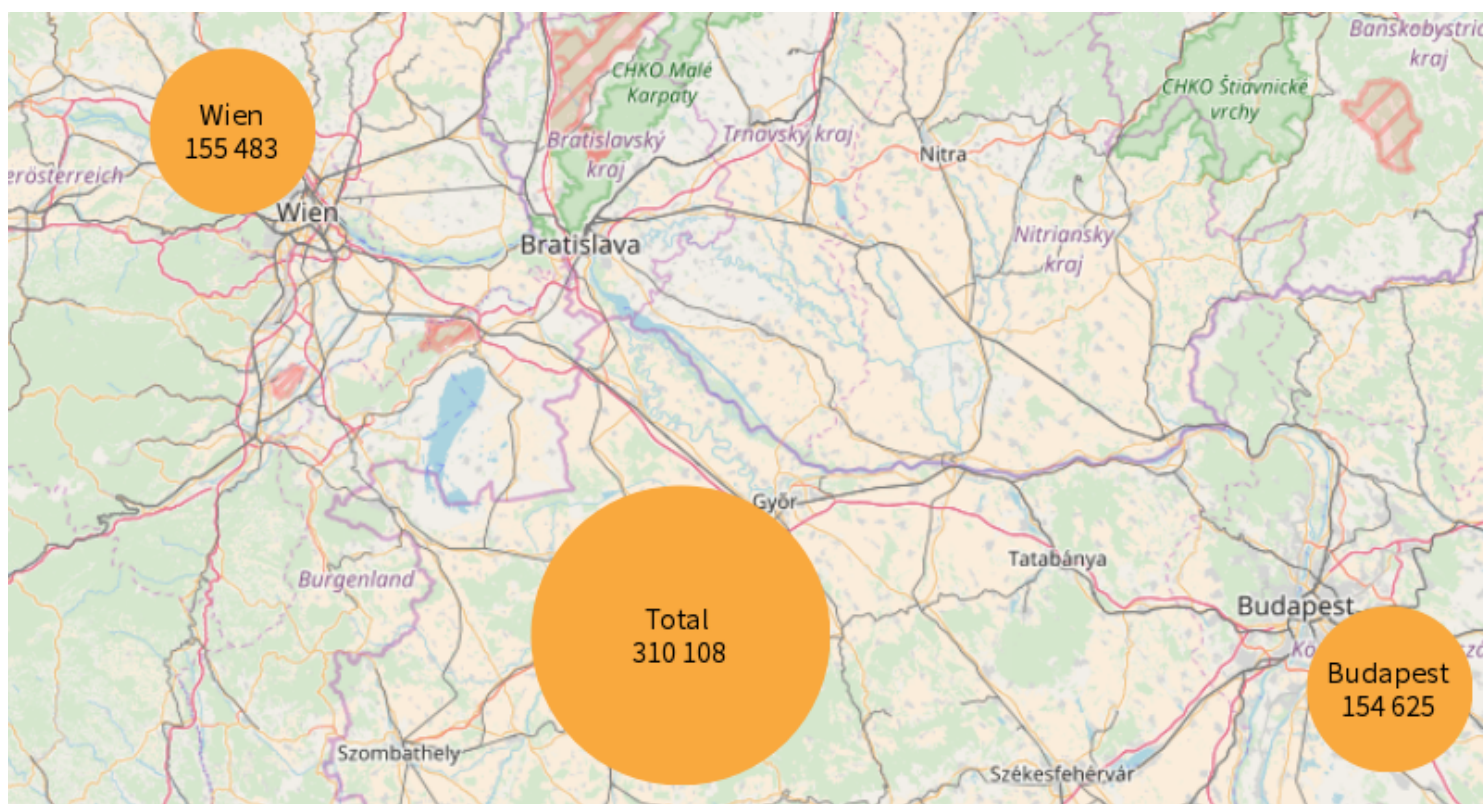 Banskobystric
kraj
CHKO Malé
Karpaty
CHKO Štiavnické
vrchy
Wien
155 483
Bratislavský
kraj
Trnavský kraj
Nitra
erösterreich
Wien
Bratislava
Nitriansky
kraj
Győr
Tatabánya
Burgenland
Total
310 108
Budapest
Budapest
154 625
Szombathely
Székesfehérvár